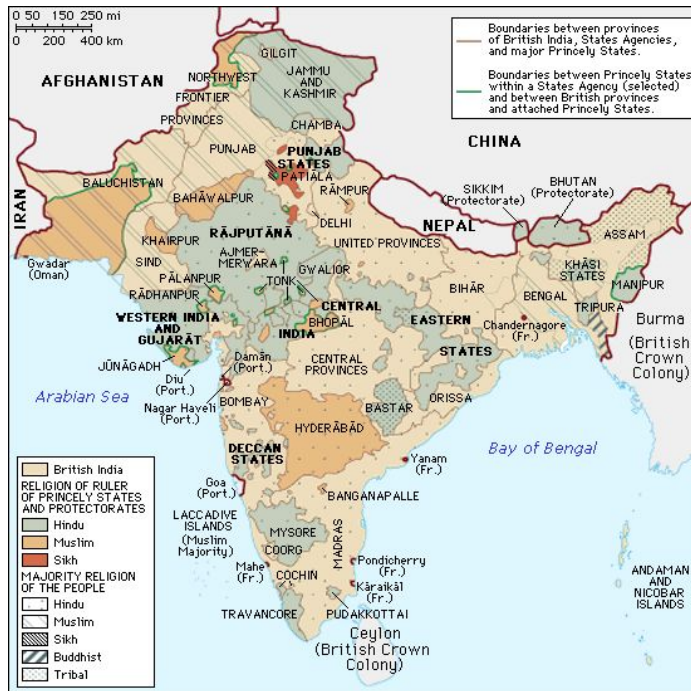 0 50 150 250 mi
0 200 400 km
Boundaries between provinces
of British India, States Agencies,
and major Princely States.
Boundaries between Princely States
within a States Agency (selected)
and between British provinces
and attached Princely States.
AFGHANISTAN
GILGIT
NORTHWEST
FRONTIER
PROVINCES
JAMMU
AND
KASHMIR
CHAMBA
CHINA
PUNJAB
PUNJAB
STATES
PATIALA
BALUCHISTAN
IRAN
BAHĀWALPUR
RĀMPUR
DELHI
SIKKIM
(Protectorate)
BHUTAN
(Protectorate)
NEPAL
ASSAM
RĀJPUTĀNĀ
UNITED PROVINCES
KHAIRPUR
Gwādar
(Oman)
SIND
AJMER-
MERWARA
GWALIOR
TONK
PĀLANPUR
RĀDHANPUR
BIHĀR
KHĀSI
STATES
MANIPUR
BENGAL
TRIPURA
WESTERN INDIA
AND
GUJARĀT
CENTRAL
INDIA
BHOPĀL
EASTERN
STATES
Chandernagore
(Fr.)
Burma
(British
Crown
Colony)
JŪNĀGADH
Diu
(Port.)
Damān
(Port.)
Nagar Haveli
(Port.)
CENTRAL
PROVINCES
ORISSA
Arabian Sea
BOMBAY
BASTAR
HYDERĀBĀD
Bay of Bengal
DECCAN
STATES
Yanam
(Fr.)
Goa
(Port.)
BANGANAPALLE
LACCADIVE
ISLANDS
(Muslim
Majority)
MYSORE
COORG
MADRAS
Mahe
(Fr.)
COCHIN
Pondicherry
(Fr.)
Kāraikāl
(Fr.)
TRAVANCORE
PUDAKKOTTAI
Ceylon
(British Crown
Colony)
ANDAMAN
AND
NICOBAR
ISLANDS
British India
RELIGION OF RULER
OF PRINCELY STATES
AND PROTECTORATES
Hindu
Muslim
Sikh
MAJORITY RELIGION
OF THE PEOPLE
Hindu
Muslim
Sikh
Buddhist
Tribal